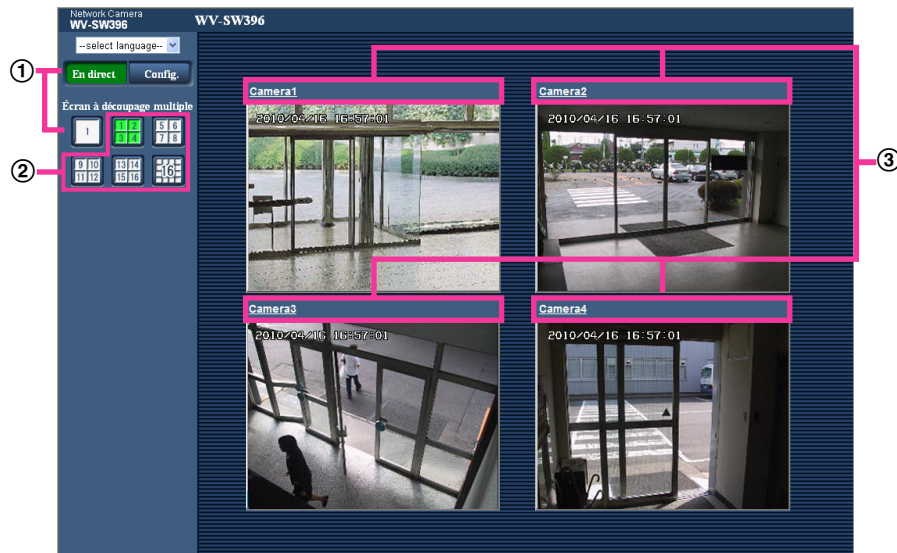 Network Camera
WV-SW396
WV-SW396
--select language--
① En direct Config.
Écran à découpage multiple
1 1 2 3 4 5 6 7 8
② 9 10 11 12 13 14 15 16 16
③
Camera1
2010/04/16 16:57:01
Camera2
2010/04/16 16:57:01
Camera3
2010/04/16 16:57:01
Camera4
2010/04/16 16:57:01